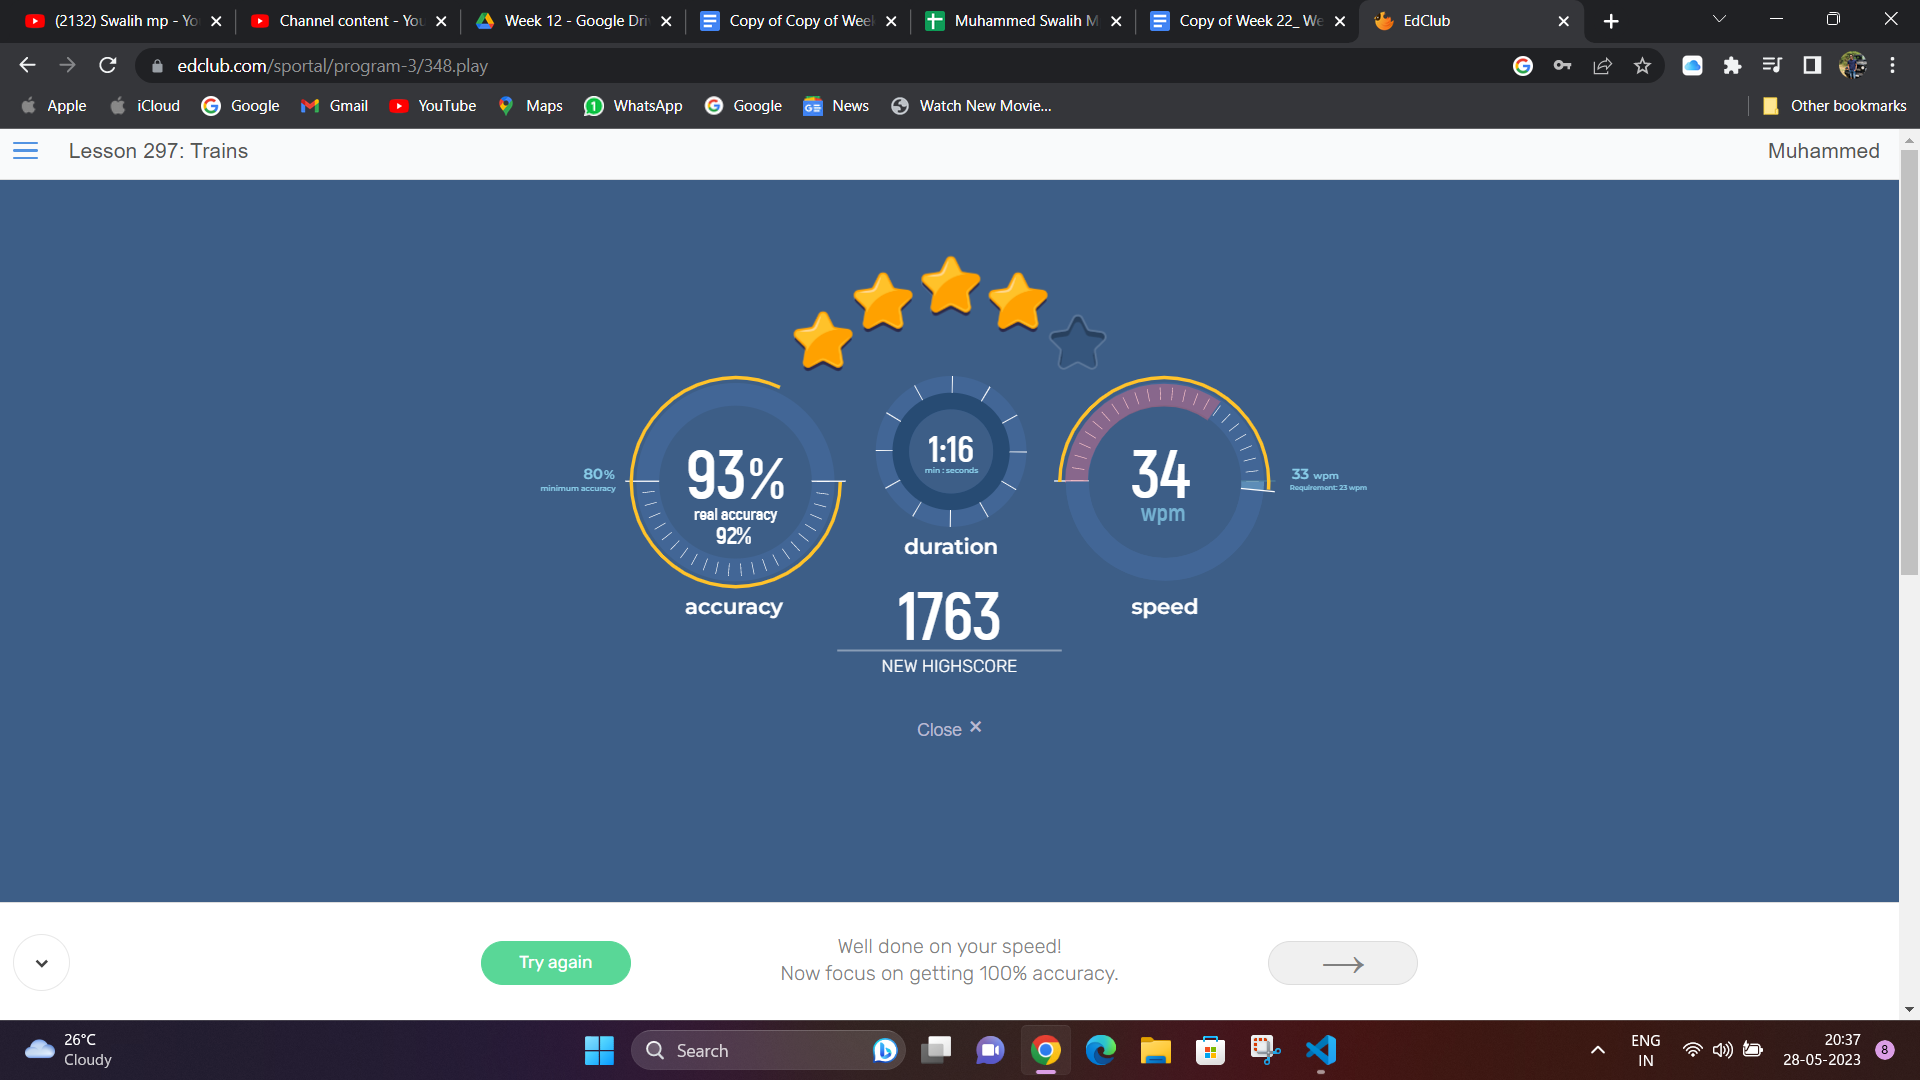 (2132) Swalih mp - Yo
Channel content - You
Week 12 - Google Dri
Copy of Copy of Week
Muhammed Swalih M
Copy of Week 22_ We
EdClub
edclub.com/sportal/program-3/348.play
Apple
iCloud
Google
Gmail
YouTube
Maps
WhatsApp
Google
News
Watch New Movie...
Other bookmarks
Lesson 297: Trains
Muhammed
80%
minimum accuracy
93%
real accuracy
92%
accuracy
1:16
min : seconds
duration
34
wpm
speed
33 wpm
Requirement: 23 wpm
1763
NEW HIGHSCORE
Close ×
Try again
Well done on your speed!
Now focus on getting 100% accuracy.
26°C
Cloudy
Search
ENG
IN
20:37
28-05-2023
8